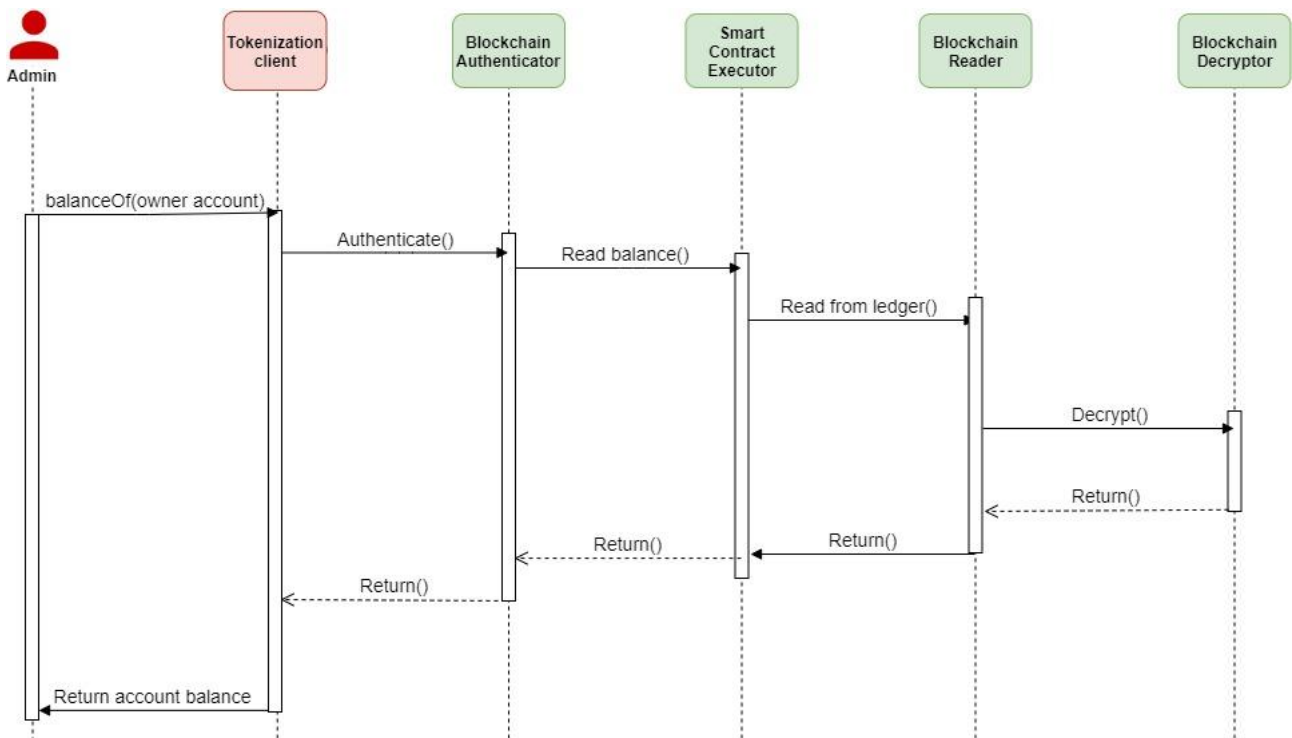 Admin
Tokenization
client
Blockchain
Authenticator
Smart
Contract
Executor
Blockchain
Reader
Blockchain
Decryptor
balanceOf(owner account)
Authenticate()
Read balance()
Read from ledger()
Decrypt()
Return()
Return()
Return()
Return()
Return account balance